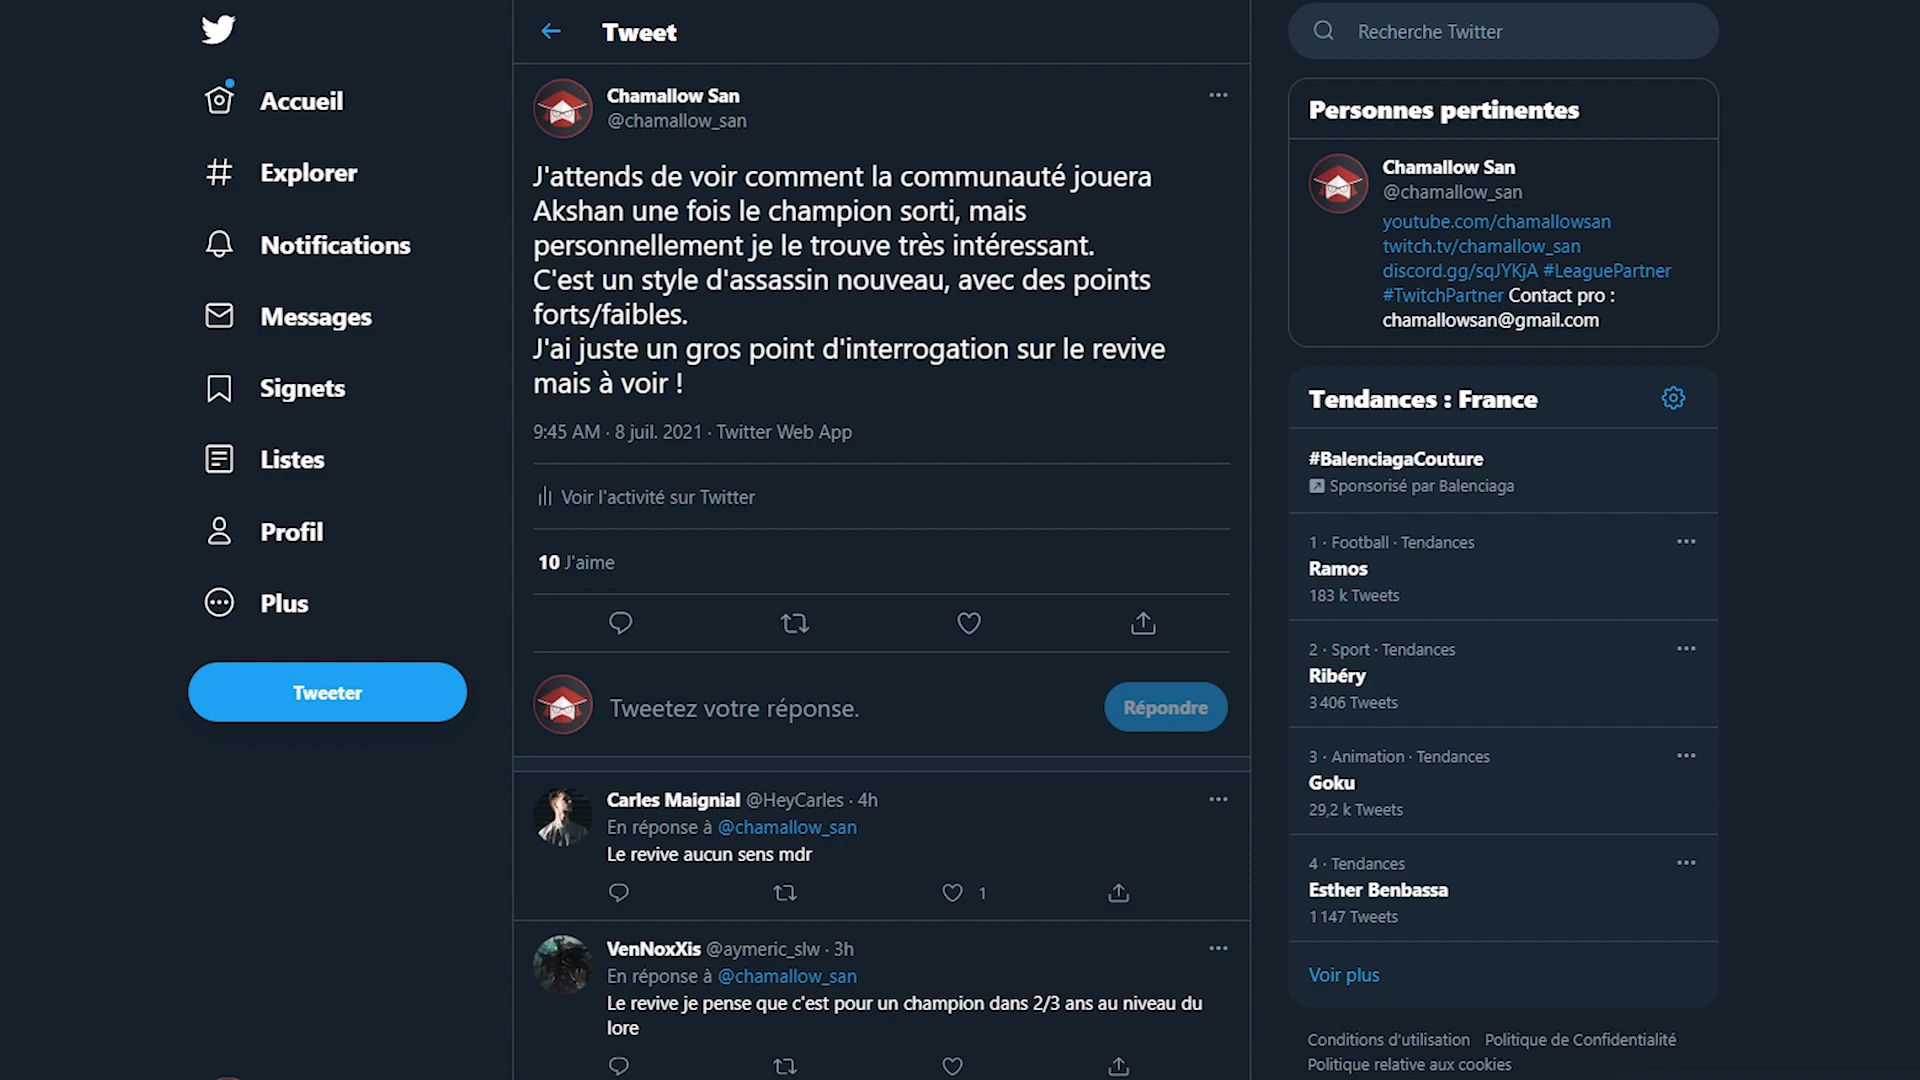 Accueil
Explorer
Notifications
Messages
Signets
Listes
Profil
Plus
Tweeter
Tweet
Chamallow San
@chamallow_san
J'attends de voir comment la communauté jouera
Akshan une fois le champion sorti, mais
personnellement je le trouve très intéressant.
C'est un style d'assassin nouveau, avec des points
forts/faibles.
J'ai juste un gros point d'interrogation sur le revive
mais à voir !
9:45 AM · 8 juil. 2021 · Twitter Web App
Voir l'activité sur Twitter
10 J'aime
Tweetez votre réponse.
Répondre
Carles Maignial @HeyCarles · 4h
En réponse à @chamallow_san
Le revive aucun sens mdr
1
VenNoxXis @aymeric_slw · 3h
En réponse à @chamallow_san
Le revive je pense que c'est pour un champion dans 2/3 ans au niveau du
lore
Recherche Twitter
Personnes pertinentes
Chamallow San
@chamallow_san
youtube.com/chamallowsan
twitch.tv/chamallow_san
discord.gg/sqJYKjA #LeaguePartner
#TwitchPartner Contact pro :
chamallowsan@gmail.com
Tendances : France
#BalenciagaCouture
Sponsorisé par Balenciaga
1 · Football · Tendances
Ramos
183 k Tweets
2 · Sport · Tendances
Ribéry
3 406 Tweets
3 · Animation · Tendances
Goku
29,2 k Tweets
4 · Tendances
Esther Benbassa
1 147 Tweets
Voir plus
Conditions d'utilisation Politique de Confidentialité
Politique relative aux cookies